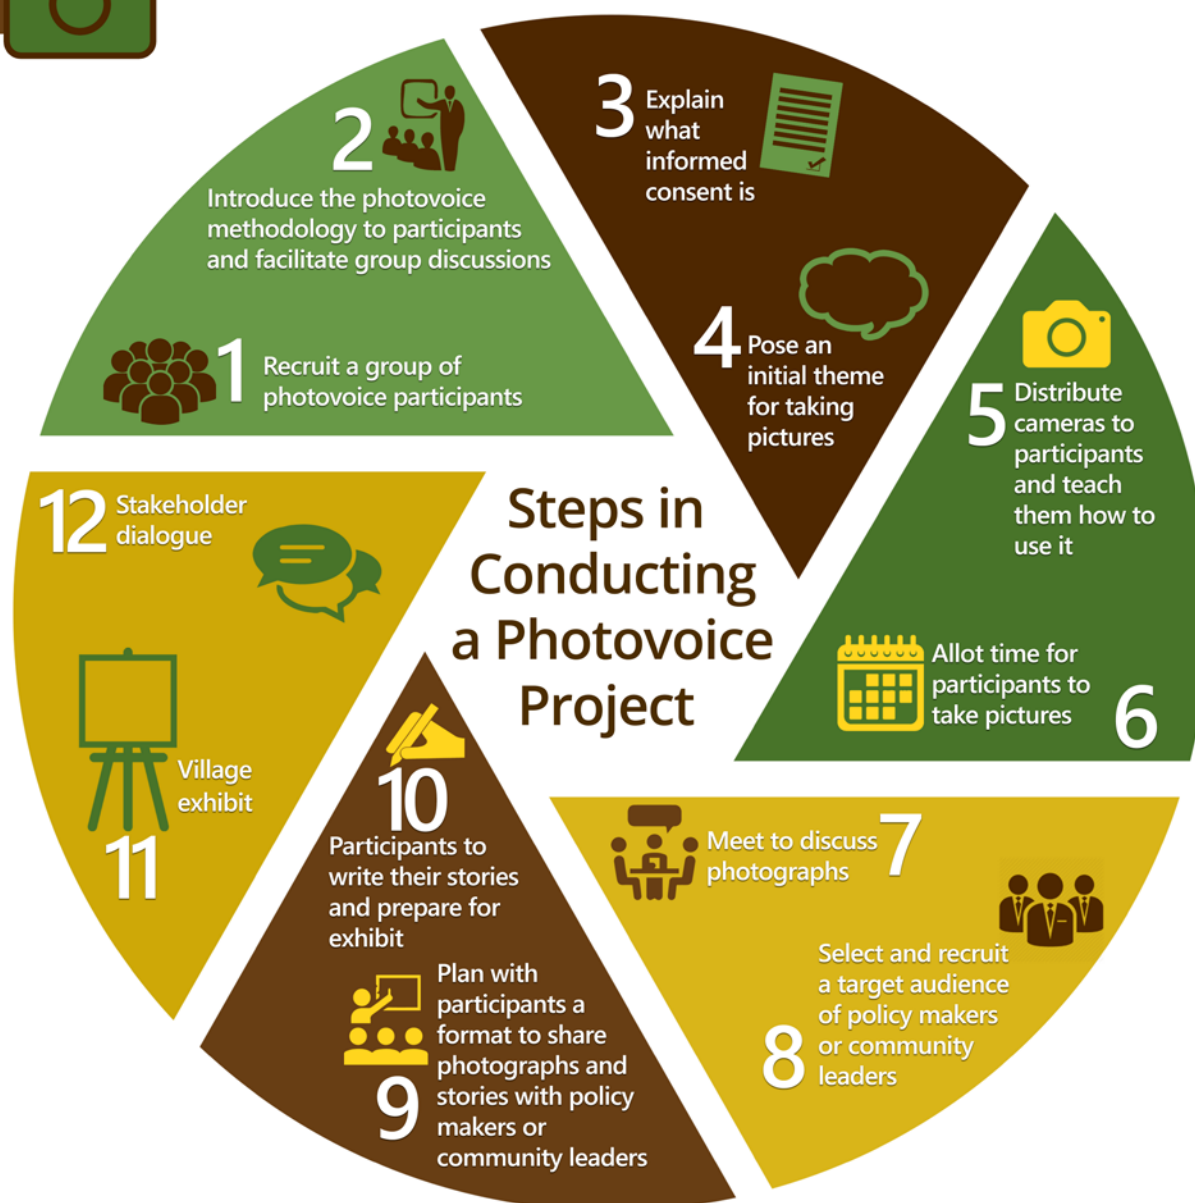 Steps in
Conducting
a Photovoice
Project
1
Recruit a group of
photovoice participants
2
Introduce the photovoice
methodology to participants
and facilitate group discussions
3
Explain
what
informed
consent is
4
Pose an
initial theme
for taking
pictures
5
Distribute
cameras to
participants
and teach
them how to
use it
6
Allot time for
participants to
take pictures
7
Meet to discuss
photographs
8
Select and recruit
a target audience
of policy makers
or community
leaders
9
Plan with
participants a
format to share
photographs and
stories with policy
makers or
community leaders
10
Participants to
write their stories
and prepare for
exhibit
11
Village
exhibit
12
Stakeholder
dialogue